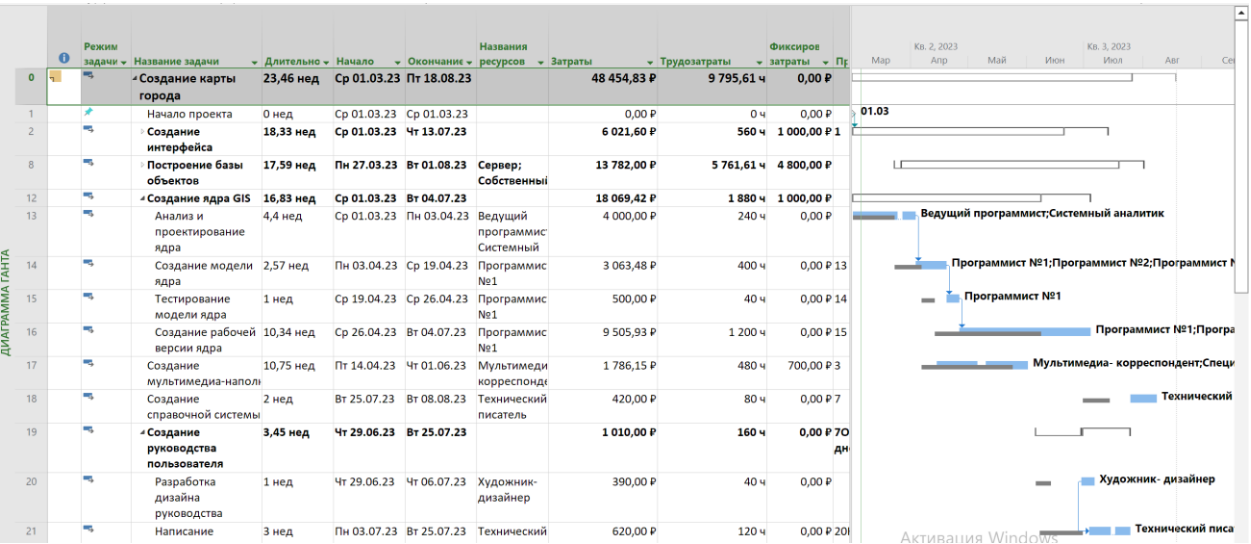 Режим задачи Название задачи Длительно Начало Окончание Названия ресурсов Затраты Трудозатраты Фиксиров затраты Пр
Кв. 2, 2023 Кв. 3, 2023
Мар Апр Май Июн Июл Авг Се
0 Создание карты города 23,46 нед Ср 01.03.23 Пт 18.08.23 48 454,83 ₽ 9 795,61 ч 0,00 ₽
1 Начало проекта 0 нед Ср 01.03.23 Ср 01.03.23 0,00 ₽ 0 ч 0,00 ₽ 01.03
2 Создание интерфейса 18,33 нед Ср 01.03.23 Чт 13.07.23 6 021,60 ₽ 560 ч 1 000,00 ₽ 1
8 Построение базы объектов 17,59 нед Пн 27.03.23 Вт 01.08.23 Сервер; Собственный 13 782,00 ₽ 5 761,61 ч 4 800,00 ₽
12 Создание ядра GIS 16,83 нед Ср 01.03.23 Вт 04.07.23 18 069,42 ₽ 1 880 ч 1 000,00 ₽
13 Анализ и проектирование ядра 4,4 нед Ср 01.03.23 Пн 03.04.23 Ведущий программис Системный 4 000,00 ₽ 240 ч 0,00 ₽ Ведущий программист;Системный аналитик
14 Создание модели ядра 2,57 нед Пн 03.04.23 Ср 19.04.23 Программис №1 3 063,48 ₽ 400 ч 0,00 ₽ 13 Программист №1;Программист №2;Программист №
15 Тестирование модели ядра 1 нед Ср 19.04.23 Ср 26.04.23 Программис №1 500,00 ₽ 40 ч 0,00 ₽ 14 Программист №1
16 Создание рабочей версии ядра 10,34 нед Ср 26.04.23 Вт 04.07.23 Программис №1 9 505,93 ₽ 1 200 ч 0,00 ₽ 15 Программист №1;Програ
17 Создание мультимедиа-наполн 10,75 нед Пт 14.04.23 Чт 01.06.23 Мультимеди корреспонде 1 786,15 ₽ 480 ч 700,00 ₽ 3 Мультимедиа- корреспондент;Специ
18 Создание справочной системы 2 нед Вт 25.07.23 Вт 08.08.23 Технический писатель 420,00 ₽ 80 ч 0,00 ₽ 7 Технический
19 Создание руководства пользователя 3,45 нед Чт 29.06.23 Вт 25.07.23 1 010,00 ₽ 160 ч 0,00 ₽ 7О дн
20 Разработка дизайна руководства 1 нед Чт 29.06.23 Чт 06.07.23 Художник- дизайнер 390,00 ₽ 40 ч 0,00 ₽ Художник- дизайнер
21 Написание 3 нед Пн 03.07.23 Вт 25.07.23 Технический 620,00 ₽ 120 ч 0,00 ₽ 20Н Технический писа
ДИАГРАММА ГАНТА
Активация Windows